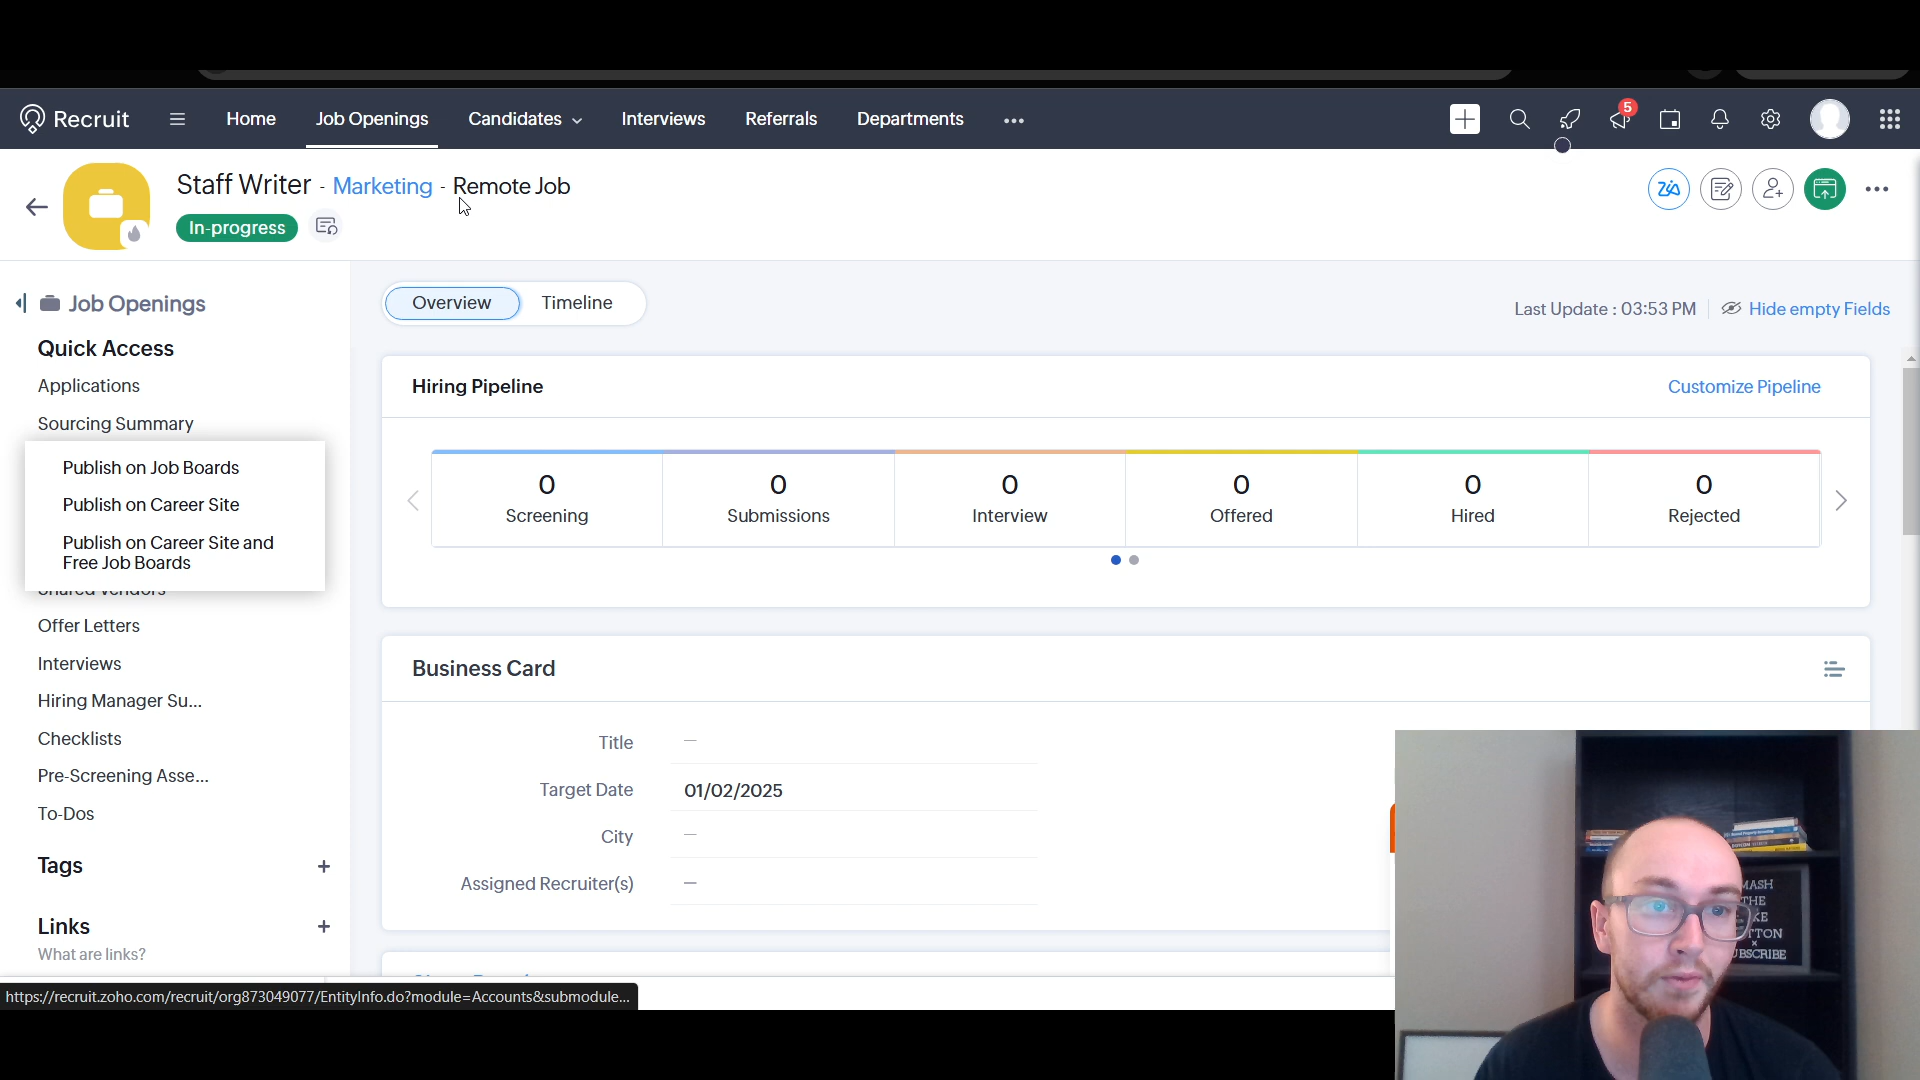 Recruit
Home
Job Openings
Candidates
Interviews
Referrals
Departments
5
Staff Writer - Marketing - Remote Job
In-progress
Job Openings
Quick Access
Applications
Sourcing Summary
Publish on Job Boards
Publish on Career Site
Publish on Career Site and
Free Job Boards
Shared Vendors
Offer Letters
Interviews
Hiring Manager Su...
Checklists
Pre-Screening Asse...
To-Dos
Tags
Links
What are links?
Overview
Timeline
Last Update : 03:53 PM
Hide empty Fields
Hiring Pipeline
Customize Pipeline
0
Screening
0
Submissions
0
Interview
0
Offered
0
Hired
0
Rejected
Business Card
Title —
Target Date 01/02/2025
City —
Assigned Recruiter(s) —
https://recruit.zoho.com/recruit/org873049077/EntityInfo.do?module=Accounts&submodule...